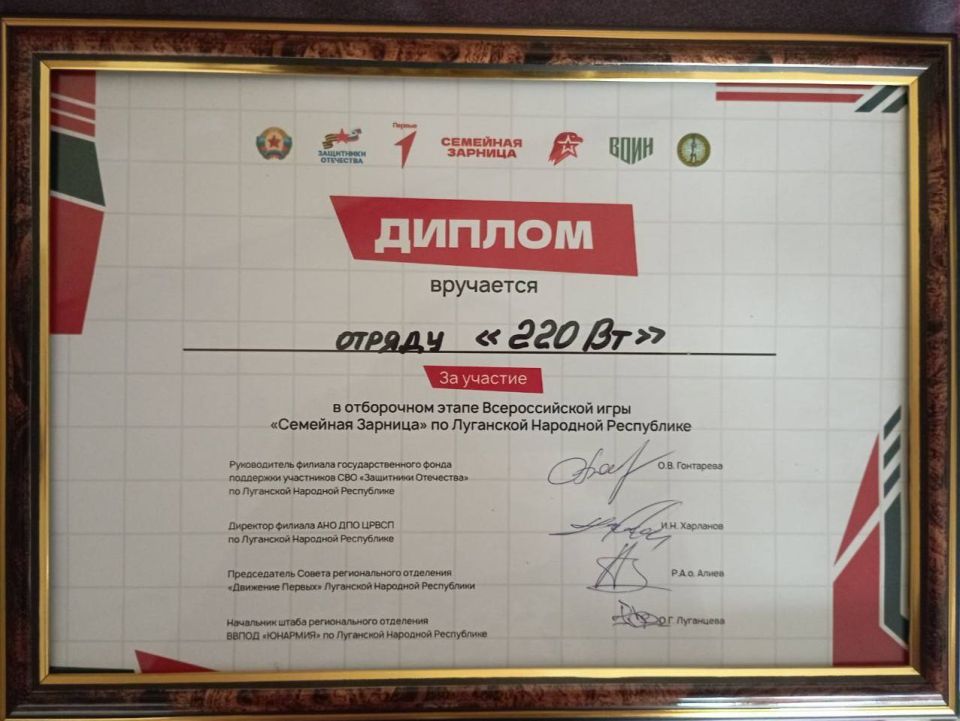 ЗАЩИТНИКИ
ОТЕЧЕСТВА
Первые
СЕМЕЙНАЯ
ЗАРНИЦА
ВОИН
ДИПЛОМ
вручается
отряду «220 Вт»
За участие
в отборочном этапе Всероссийской игры
«Семейная Зарница» по Луганской Народной Республике
Руководитель филиала государственного фонда
поддержки участников СВО «Защитники Отечества»
по Луганской Народной Республике
О.В. Гонтарева
Директор филиала АНО ДПО ЦРВСП
по Луганской Народной Республике
И.Н. Харланов
Председатель Совета регионального отделения
«Движение Первых» Луганской Народной Республики
Р.А.о. Алиев
Начальник штаба регионального отделения
ВВПОД «ЮНАРМИЯ» по Луганской Народной Республике
О.Г. Луганцева